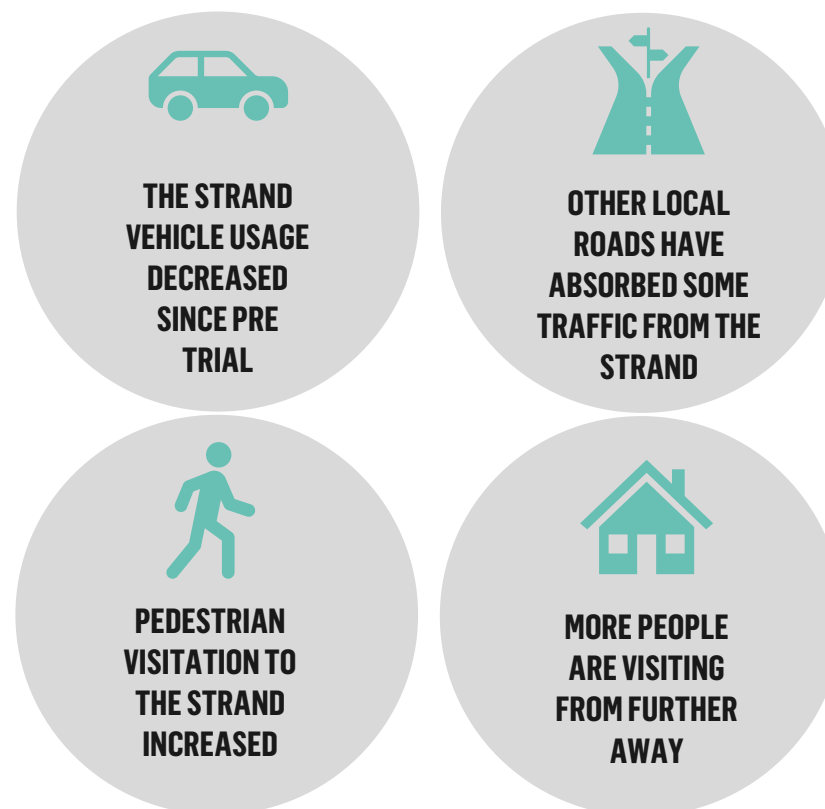 THE STRAND
VEHICLE USAGE
DECREASED
SINCE PRE
TRIAL
OTHER LOCAL
ROADS HAVE
ABSORBED SOME
TRAFFIC FROM THE
STRAND
PEDESTRIAN
VISITATION TO
THE STRAND
INCREASED
MORE PEOPLE
ARE VISITING
FROM FURTHER
AWAY